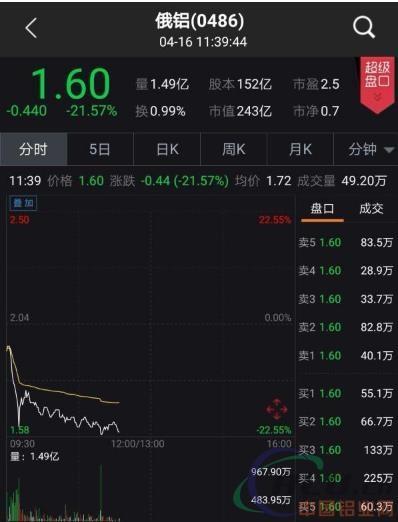 俄铝(0486)
04-16 11:39:44
1.60
-0.440 -21.57%
量 1.49亿 股本 152亿 市盈 2.5
换 0.99% 市值 243亿 市净 0.7
超级
盘口
分时 5日 日K 周K 月K 分钟
11:39 价格 1.60 涨跌 -0.44 (-21.57%) 均价 1.72 成交量 49.20万
叠加
2.50 22.55%
2.04 0.00%
1.58 -22.55%
09:30 12:00/13:00 16:00
量：1.49亿
967.90万
483.95万
盘口 成交
卖5 1.60 83.5万
卖4 1.60 28.9万
卖3 1.60 33.7万
卖2 1.60 82.8万
卖1 1.60 40.1万
买1 1.60 55.1万
买2 1.60 66.7万
买3 1.60 133万
买4 1.60 225万
买5 1.60 60.3万
中国铝业网